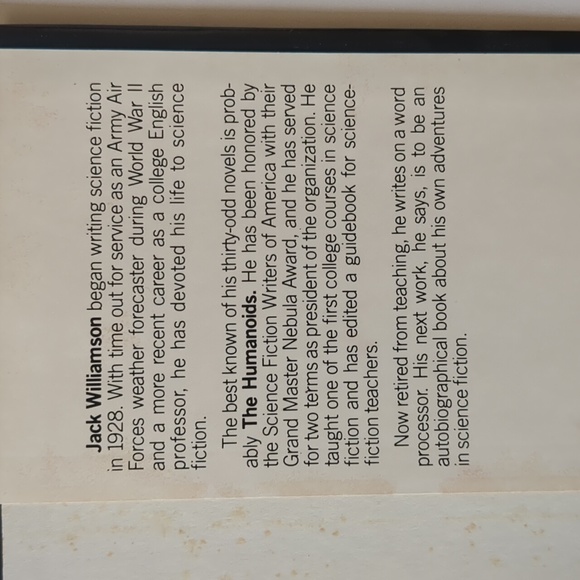 Jack Williamson began writing science fiction
in 1928. With time out for service as an Army Air
Forces weather forecaster during World War II
and a more recent career as a college English
professor, he has devoted his life to science
fiction.
The best known of his thirty-odd novels is prob-
ably The Humanoids. He has been honored by
the Science Fiction Writers of America with their
Grand Master Nebula Award, and he has served
for two terms as president of the organization. He
taught one of the first college courses in science
fiction and has edited a guidebook for science-
fiction teachers.
Now retired from teaching, he writes on a word
processor. His next work, he says, is to be an
autobiographical book about his own adventures
in science fiction.